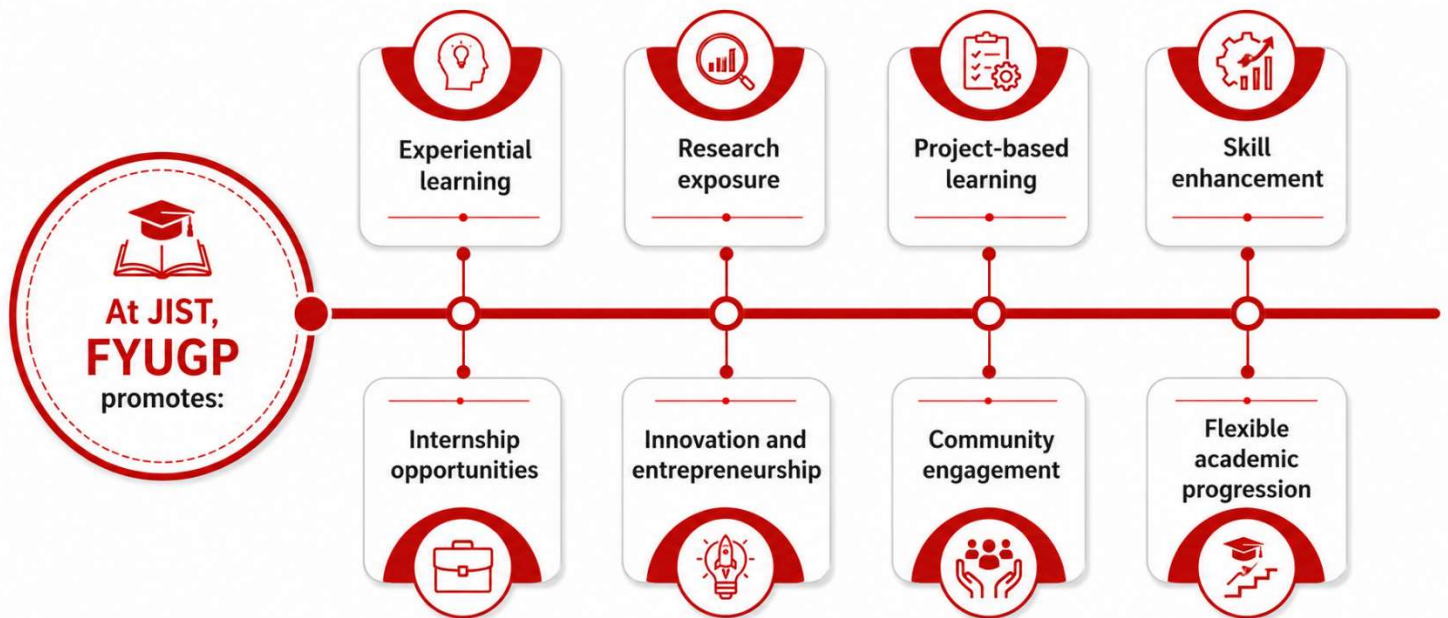 At JIST,
FYUGP
promotes:
Experiential
learning
Research
exposure
Project-based
learning
Skill
enhancement
Internship
opportunities
Innovation and
entrepreneurship
Community
engagement
Flexible
academic
progression